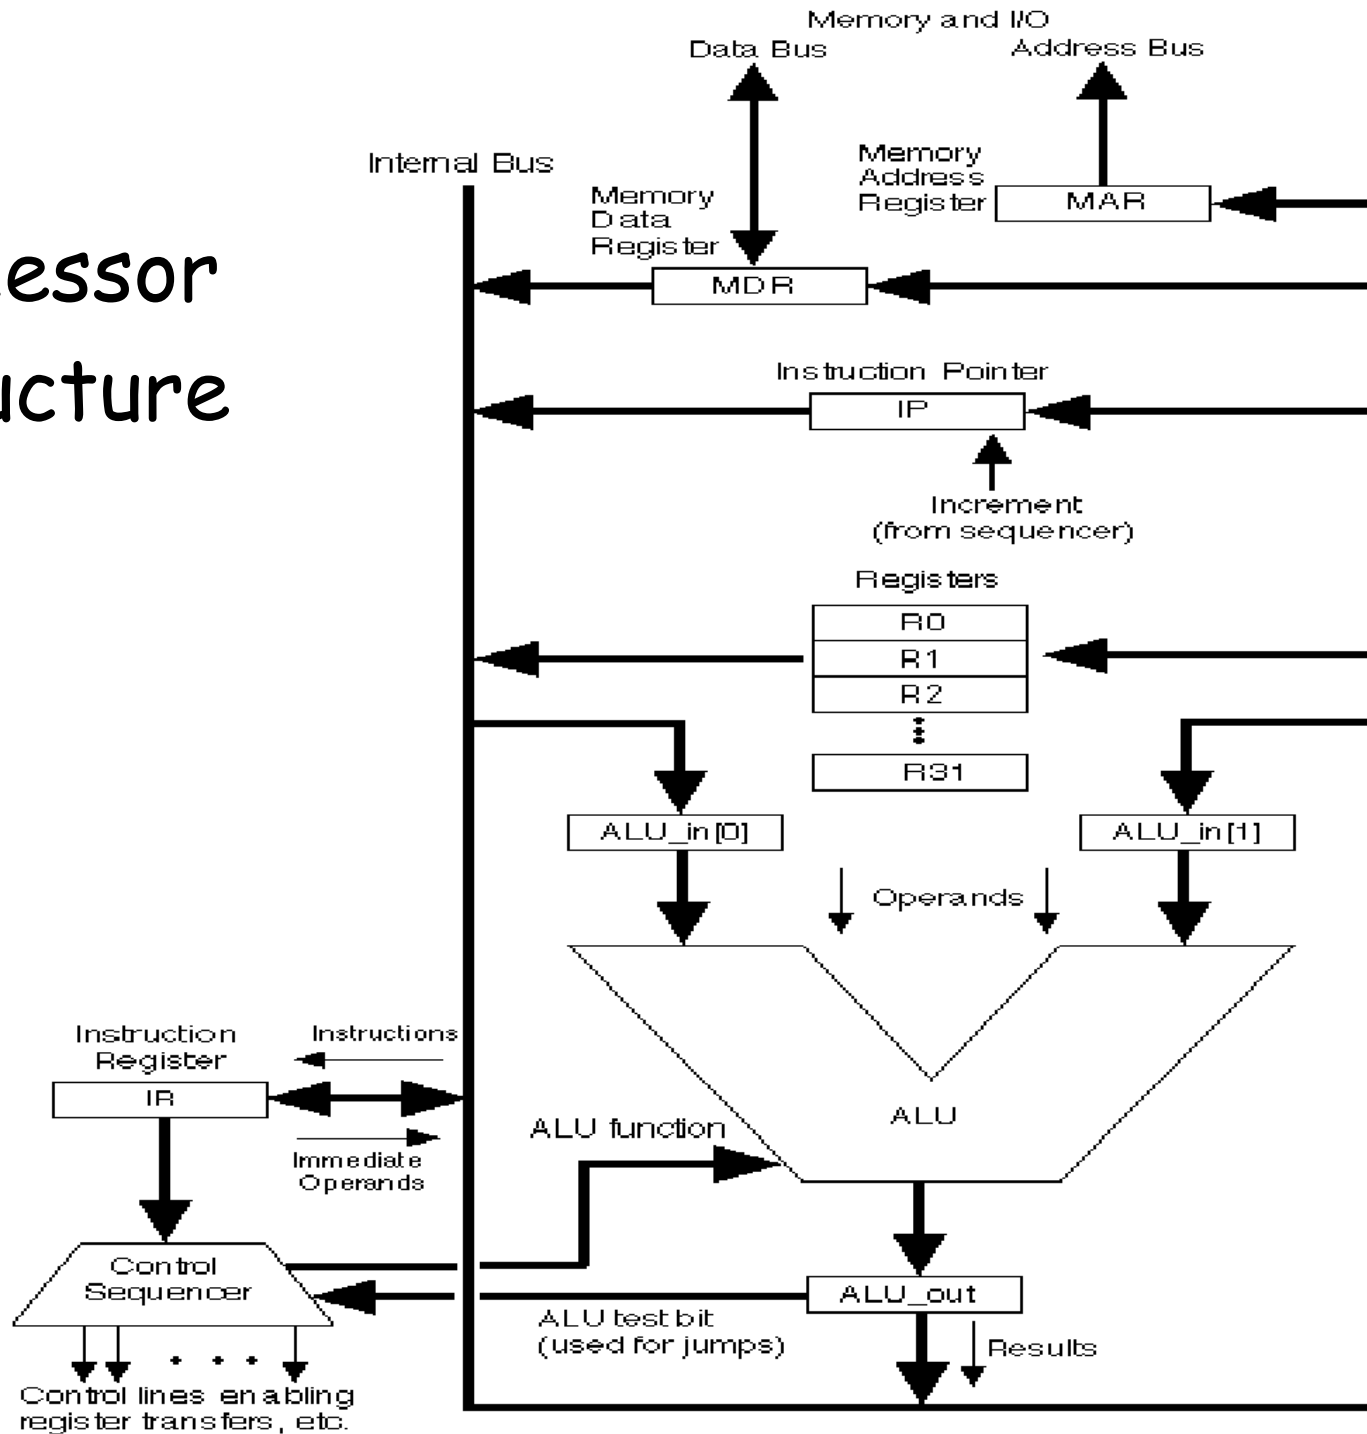 Memory and I/O
Data Bus
Address Bus
Internal Bus
Memory
Address
Register
MAR
Memory
Data
Register
MDR
essor
ucture
Instruction Pointer
IP
Increment
(from sequencer)
Registers
R0
R1
R2
R31
ALU_in[0]
ALU_in[1]
Operands
Instruction
Register
Instructions
IR
Immediate
Operands
ALU function
ALU
Control
Sequencer
ALU_out
ALU test bit
(used for jumps)
Results
Control lines enabling
register transfers, etc.